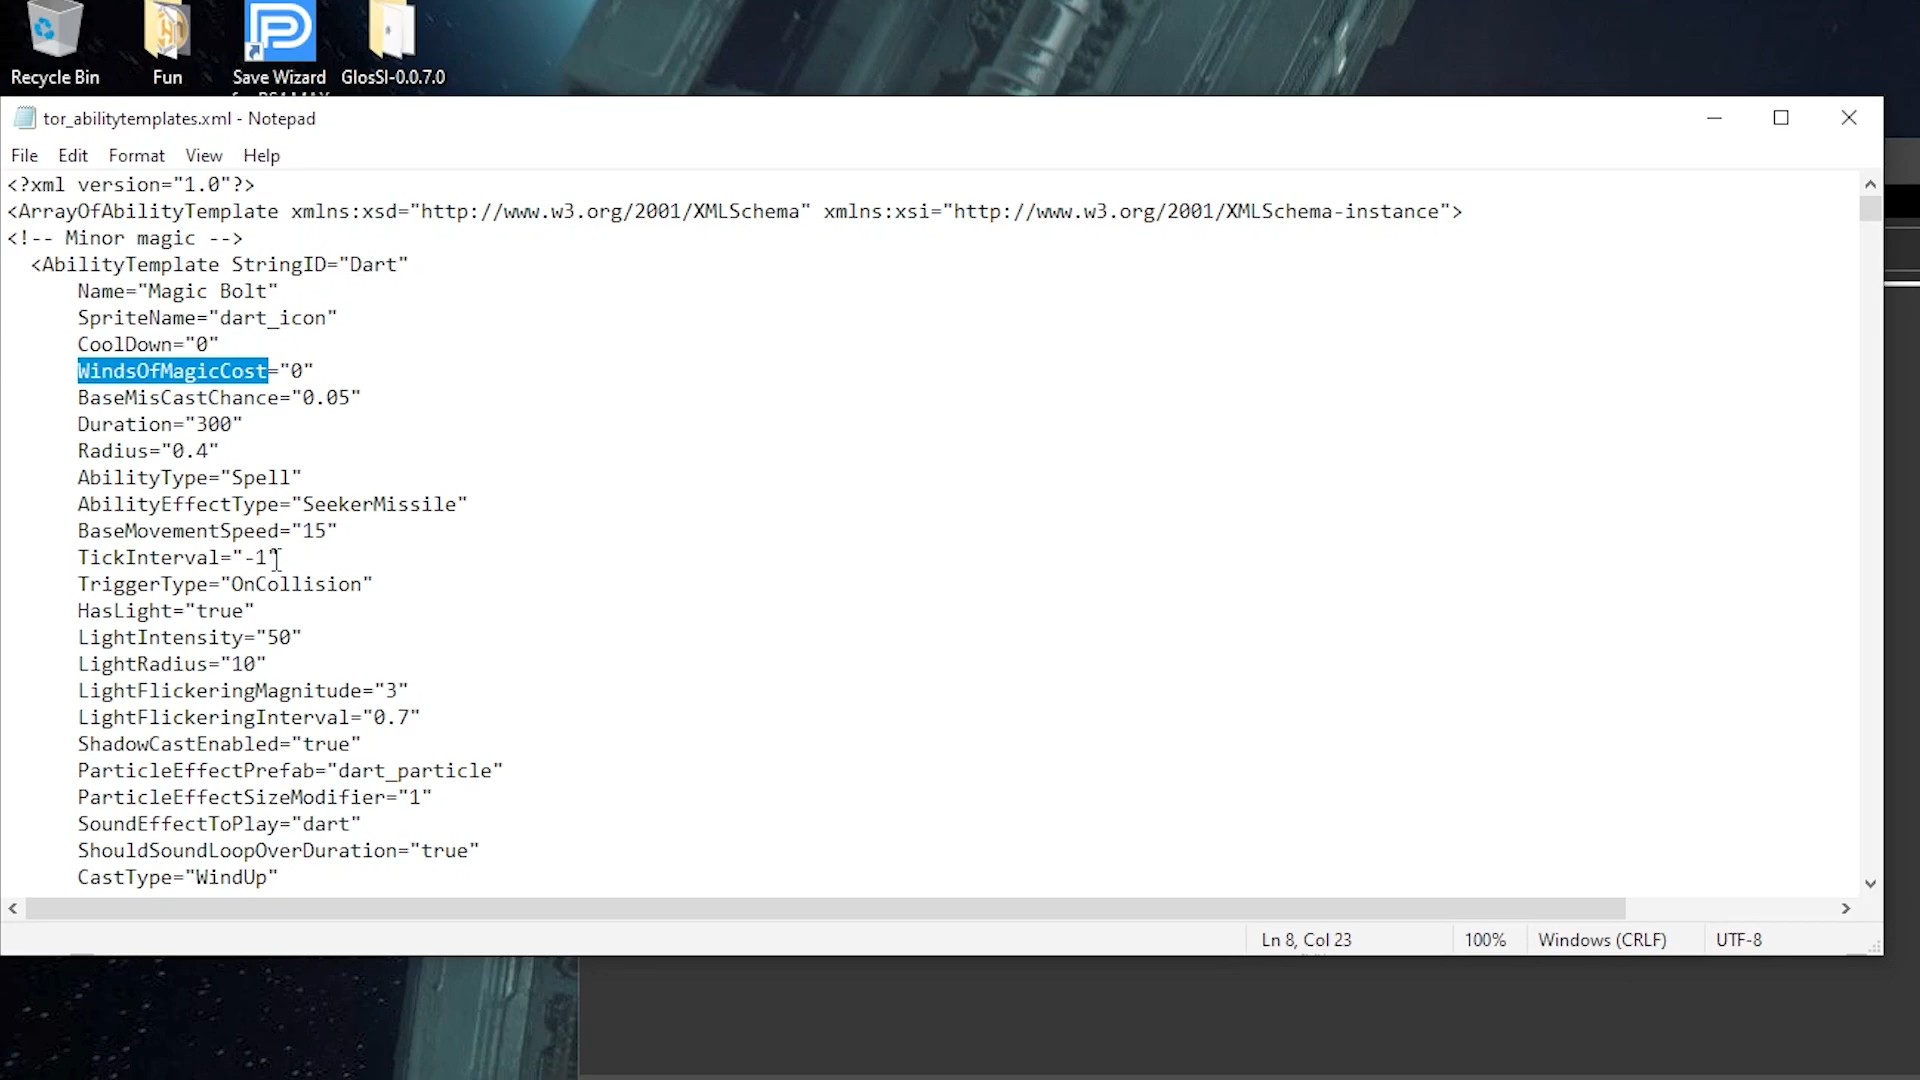 Recycle Bin
Fun
Save Wizard
GlosSI-0.0.7.0
tor_abilitytemplates.xml - Notepad
File Edit Format View Help
<?xml version="1.0"?>
<ArrayOfAbilityTemplate xmlns:xsd="http://www.w3.org/2001/XMLSchema" xmlns:xsi="http://www.w3.org/2001/XMLSchema-instance">
<!-- Minor magic -->
<AbilityTemplate StringID="Dart"
Name="Magic Bolt"
SpriteName="dart_icon"
CoolDown="0"
WindsOfMagicCost="0"
BaseMisCastChance="0.05"
Duration="300"
Radius="0.4"
AbilityType="Spell"
AbilityEffectType="SeekerMissile"
BaseMovementSpeed="15"
TickInterval="-1"
TriggerType="OnCollision"
HasLight="true"
LightIntensity="50"
LightRadius="10"
LightFlickeringMagnitude="3"
LightFlickeringInterval="0.7"
ShadowCastEnabled="true"
ParticleEffectPrefab="dart_particle"
ParticleEffectSizeModifier="1"
SoundEffectToPlay="dart"
ShouldSoundLoopOverDuration="true"
CastType="WindUp"
Ln 8, Col 23 100% Windows (CRLF) UTF-8